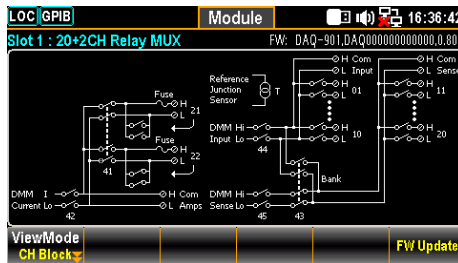 LOC GPIB Module 16:36:42
Slot 1 : 20+2CH Relay MUX FW: DAQ-901,DAQ000000000000,0.80
H Com H Com
L Input L Sens
Reference
Junction
Sensor
T
H 01 H 11
L L
Fuse
H
21
L
DMM Hi H 10 H 20
Input Lo L L
44
Fuse
H
22
L
41
Bank
DMM I H Com DMM Hi
Current Lo L Amps Sense Lo
42 45 43
ViewMode
CH Block FW Update